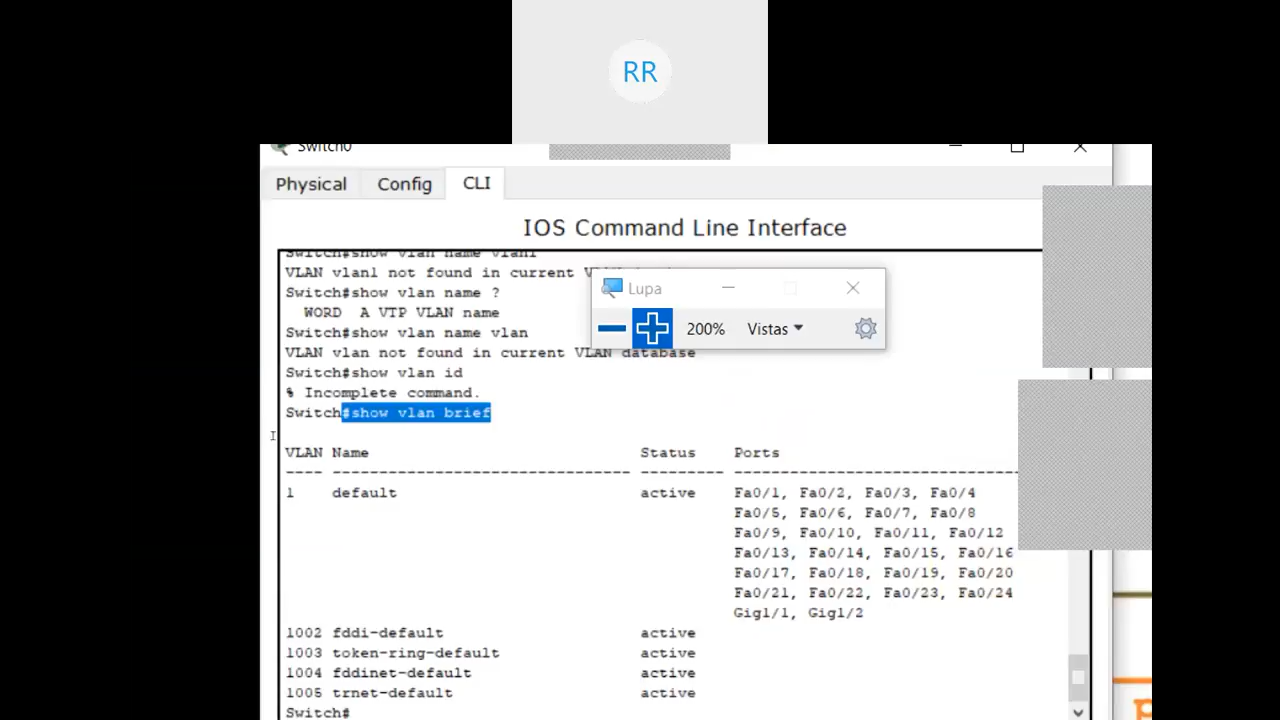 RR
Switch0
Physical Config CLI
IOS Command Line Interface
Switch#show vlan name vlan1
VLAN vlan1 not found in current
Switch#show vlan name ?
WORD A VTP VLAN name
Switch#show vlan name vlan
VLAN vlan not found in current VLAN database
Switch#show vlan id
% Incomplete command.
Switch#show vlan brief
Lupa
200% Vistas
VLAN Name Status Ports
---- -------------------------------- --------- -------------------------------
1 default active Fa0/1, Fa0/2, Fa0/3, Fa0/4
Fa0/5, Fa0/6, Fa0/7, Fa0/8
Fa0/9, Fa0/10, Fa0/11, Fa0/12
Fa0/13, Fa0/14, Fa0/15, Fa0/16
Fa0/17, Fa0/18, Fa0/19, Fa0/20
Fa0/21, Fa0/22, Fa0/23, Fa0/24
Gig1/1, Gig1/2
1002 fddi-default active
1003 token-ring-default active
1004 fddinet-default active
1005 trnet-default active
Switch#